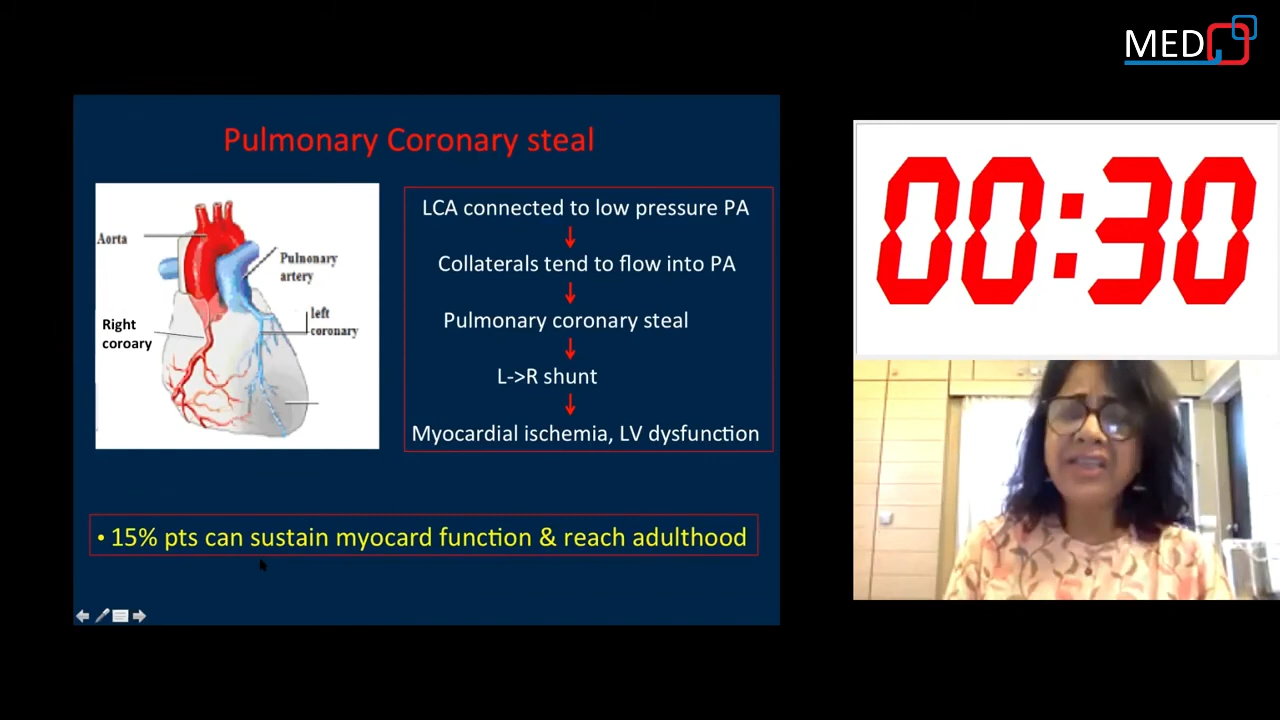 MED
Pulmonary Coronary steal
Aorta
Pulnonary
artery
left
coronary
Right
coroary
LCA connected to low pressure PA
Collaterals tend to flow into PA
Pulmonary coronary steal
L->R shunt
Myocardial ischemia, LV dysfunction
• 15% pts can sustain myocard function & reach adulthood
00:30